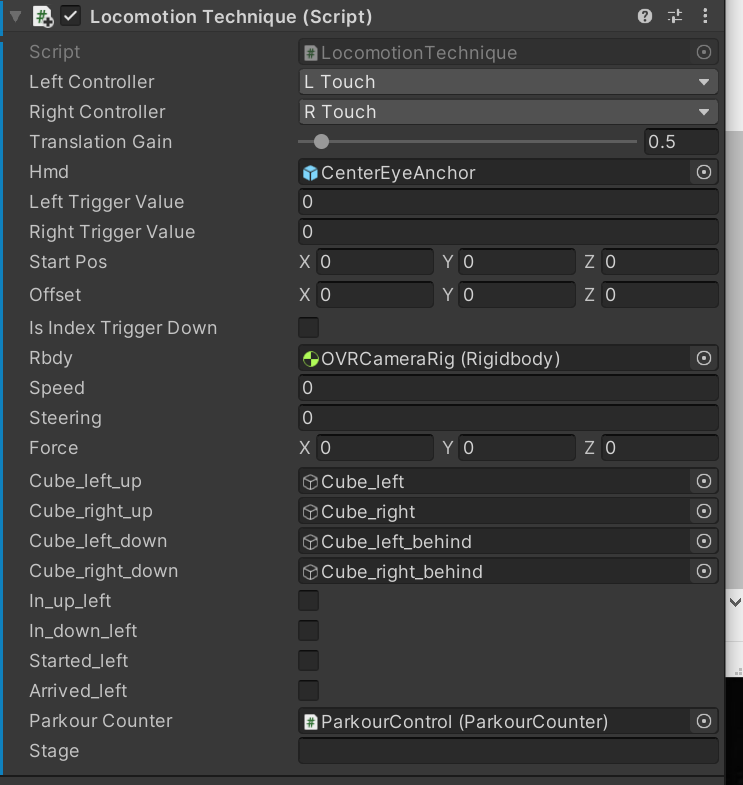 Locomotion Technique (Script)
Script # LocomotionTechnique
Left Controller L Touch
Right Controller R Touch
Translation Gain 0.5
Hmd CenterEyeAnchor
Left Trigger Value 0
Right Trigger Value 0
Start Pos X 0 Y 0 Z 0
Offset X 0 Y 0 Z 0
Is Index Trigger Down
Rbdy OVRCameraRig (Rigidbody)
Speed 0
Steering 0
Force X 0 Y 0 Z 0
Cube_left_up Cube_left
Cube_right_up Cube_right
Cube_left_down Cube_left_behind
Cube_right_down Cube_right_behind
In_up_left
In_down_left
Started_left
Arrived_left
Parkour Counter # ParkourControl (ParkourCounter)
Stage